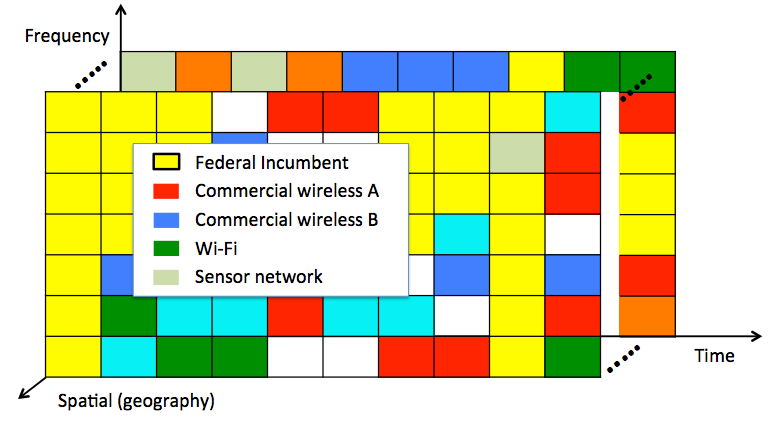 Frequency
Federal Incumbent
Commercial wireless A
Commercial wireless B
Wi-Fi
Sensor network
Time
Spatial (geography)